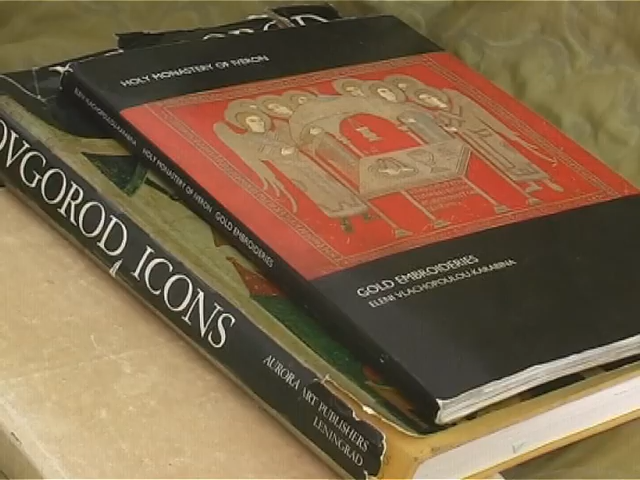 HOLY MONASTERY OF IVERON
GOLD EMBROIDERIES
ELENI VLACHOPOULOU-KARABINA
HOLY MONASTERY OF IVERON GOLD EMBROIDERIES
OVGOROD ICONS
AURORA ART PUBLISHERS
LENINGRAD